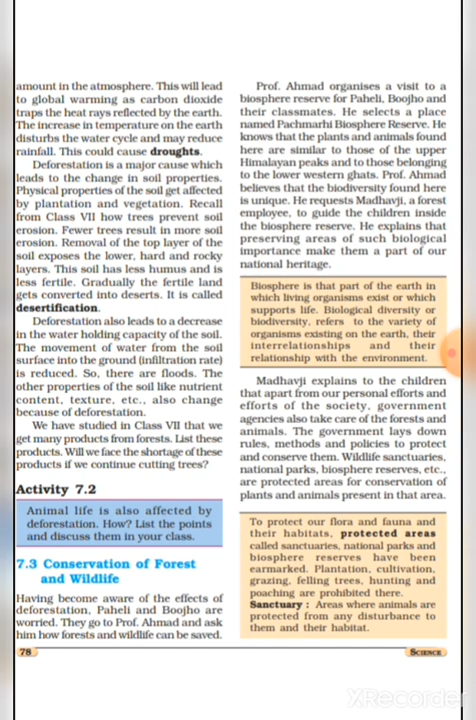 amount in the atmosphere. This will lead
to global warming as carbon dioxide
traps the heat rays reflected by the earth.
The increase in temperature on the earth
disturbs the water cycle and may reduce
rainfall. This could cause droughts.
Deforestation is a major cause which
leads to the change in soil properties.
Physical properties of the soil get affected
by plantation and vegetation. Recall
from Class VII how trees prevent soil
erosion. Fewer trees result in more soil
erosion. Removal of the top layer of the
soil exposes the lower, hard and rocky
layers. This soil has less humus and is
less fertile. Gradually the fertile land
gets converted into deserts. It is called
desertification.
Deforestation also leads to a decrease
in the water holding capacity of the soil.
The movement of water from the soil
surface into the ground (infiltration rate)
is reduced. So, there are floods. The
other properties of the soil like nutrient
content, texture, etc., also change
because of deforestation.
We have studied in Class VII that we
get many products from forests. List these
products. Will we face the shortage of these
products if we continue cutting trees?
Activity 7.2
Animal life is also affected by
deforestation. How? List the points
and discuss them in your class.
7.3 Conservation of Forest
and Wildlife
Having become aware of the effects of
deforestation, Paheli and Boojho are
worried. They go to Prof. Ahmad and ask
him how forests and wildlife can be saved.
Prof. Ahmad organises a visit to a
biosphere reserve for Paheli, Boojho and
their classmates. He selects a place
named Pachmarhi Biosphere Reserve. He
knows that the plants and animals found
here are similar to those of the upper
Himalayan peaks and to those belonging
to the lower western ghats. Prof. Ahmad
believes that the biodiversity found here
is unique. He requests Madhavji, a forest
employee, to guide the children inside
the biosphere reserve. He explains that
preserving areas of such biological
importance make them a part of our
national heritage.
Biosphere is that part of the earth in
which living organisms exist or which
supports life. Biological diversity or
biodiversity, refers to the variety of
organisms existing on the earth, their
interrelationships and their
relationship with the environment.
Madhavji explains to the children
that apart from our personal efforts and
efforts of the society, government
agencies also take care of the forests and
animals. The government lays down
rules, methods and policies to protect
and conserve them. Wildlife sanctuaries,
national parks, biosphere reserves, etc.,
are protected areas for conservation of
plants and animals present in that area.
To protect our flora and fauna and
their habitats, protected areas
called sanctuaries, national parks and
biosphere reserves have been
earmarked. Plantation, cultivation,
grazing, felling trees, hunting and
poaching are prohibited there.
Sanctuary : Areas where animals are
protected from any disturbance to
them and their habitat.
78
SCIENCE
XRecorder